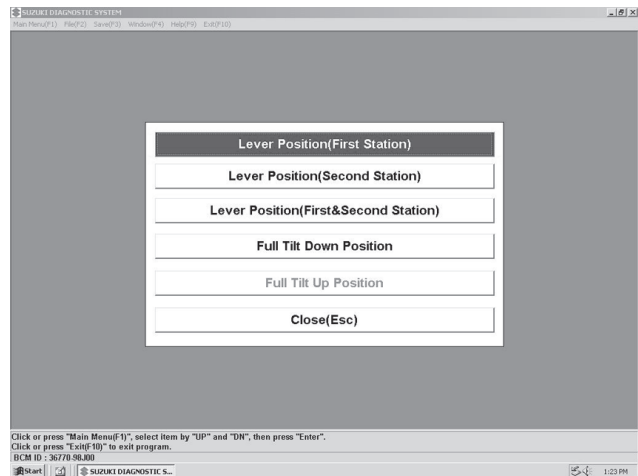 SUZUKI DIAGNOSTIC SYSTEM
Main Menu(F1) File(F2) Save(F3) Window(F4) Help(F9) Exit(F10)
Lever Position(First Station)
Lever Position(Second Station)
Lever Position(First&Second Station)
Full Tilt Down Position
Full Tilt Up Position
Close(Esc)
Click or press "Main Menu(F1)", select item by "UP" and "DN", then press "Enter".
Click or press "Exit(F10)" to exit program.
BCM ID : 36770-98J00
Start SUZUKI DIAGNOSTIC S... 1:23 PM